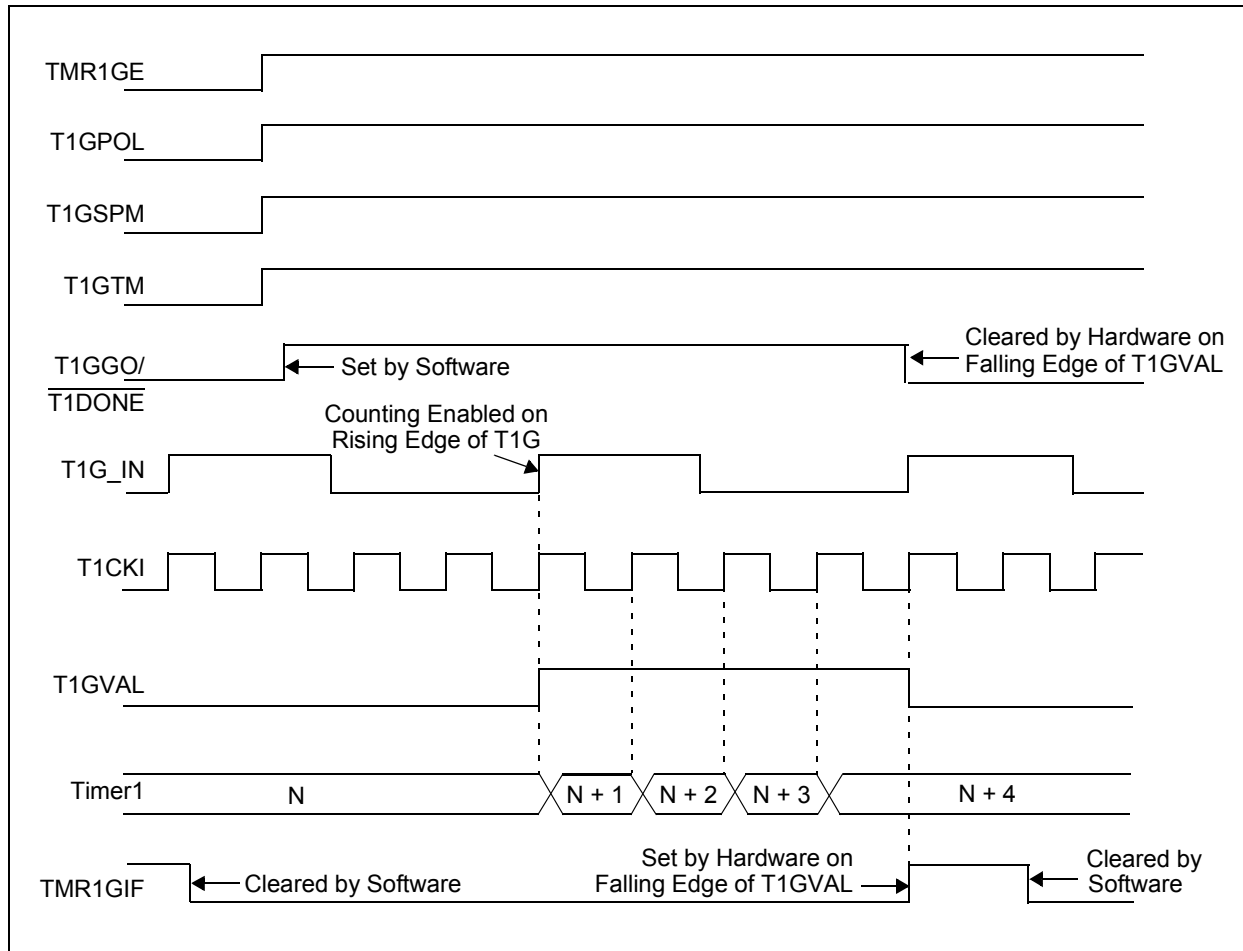 TMR1GE
T1GPOL
T1GSPM
T1GTM
T1GGO/
T1DONE
Set by Software
Cleared by Hardware on
Falling Edge of T1GVAL
Counting Enabled on
Rising Edge of T1G
T1G_IN
T1CKI
T1GVAL
Timer1
N
N + 1
N + 2
N + 3
N + 4
TMR1GIF
Cleared by Software
Set by Hardware on
Falling Edge of T1GVAL
Cleared by
Software